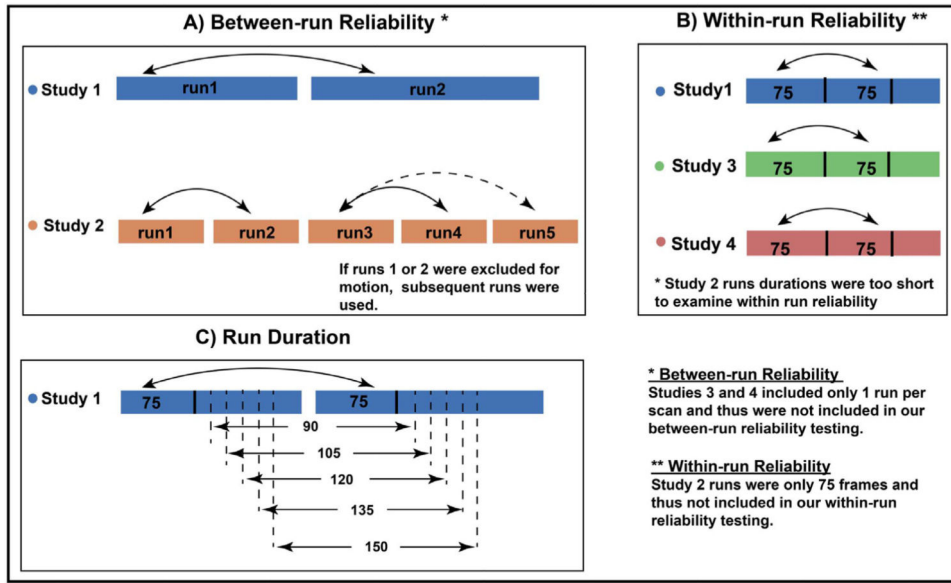 A) Between-run Reliability *
Study 1
run1
run2
Study 2
run1
run2
run3
run4
run5
If runs 1 or 2 were excluded for
motion, subsequent runs were
used.
B) Within-run Reliability **
Study1
75
75
Study 3
75
75
Study 4
75
75
* Study 2 runs durations were too short
to examine within run reliability
C) Run Duration
Study 1
75
75
90
105
120
135
150
* Between-run Reliability
Studies 3 and 4 included only 1 run per
scan and thus were not included in our
between-run reliability testing.
** Within-run Reliability
Study 2 runs were only 75 frames and
thus not included in our within-run
reliability testing.